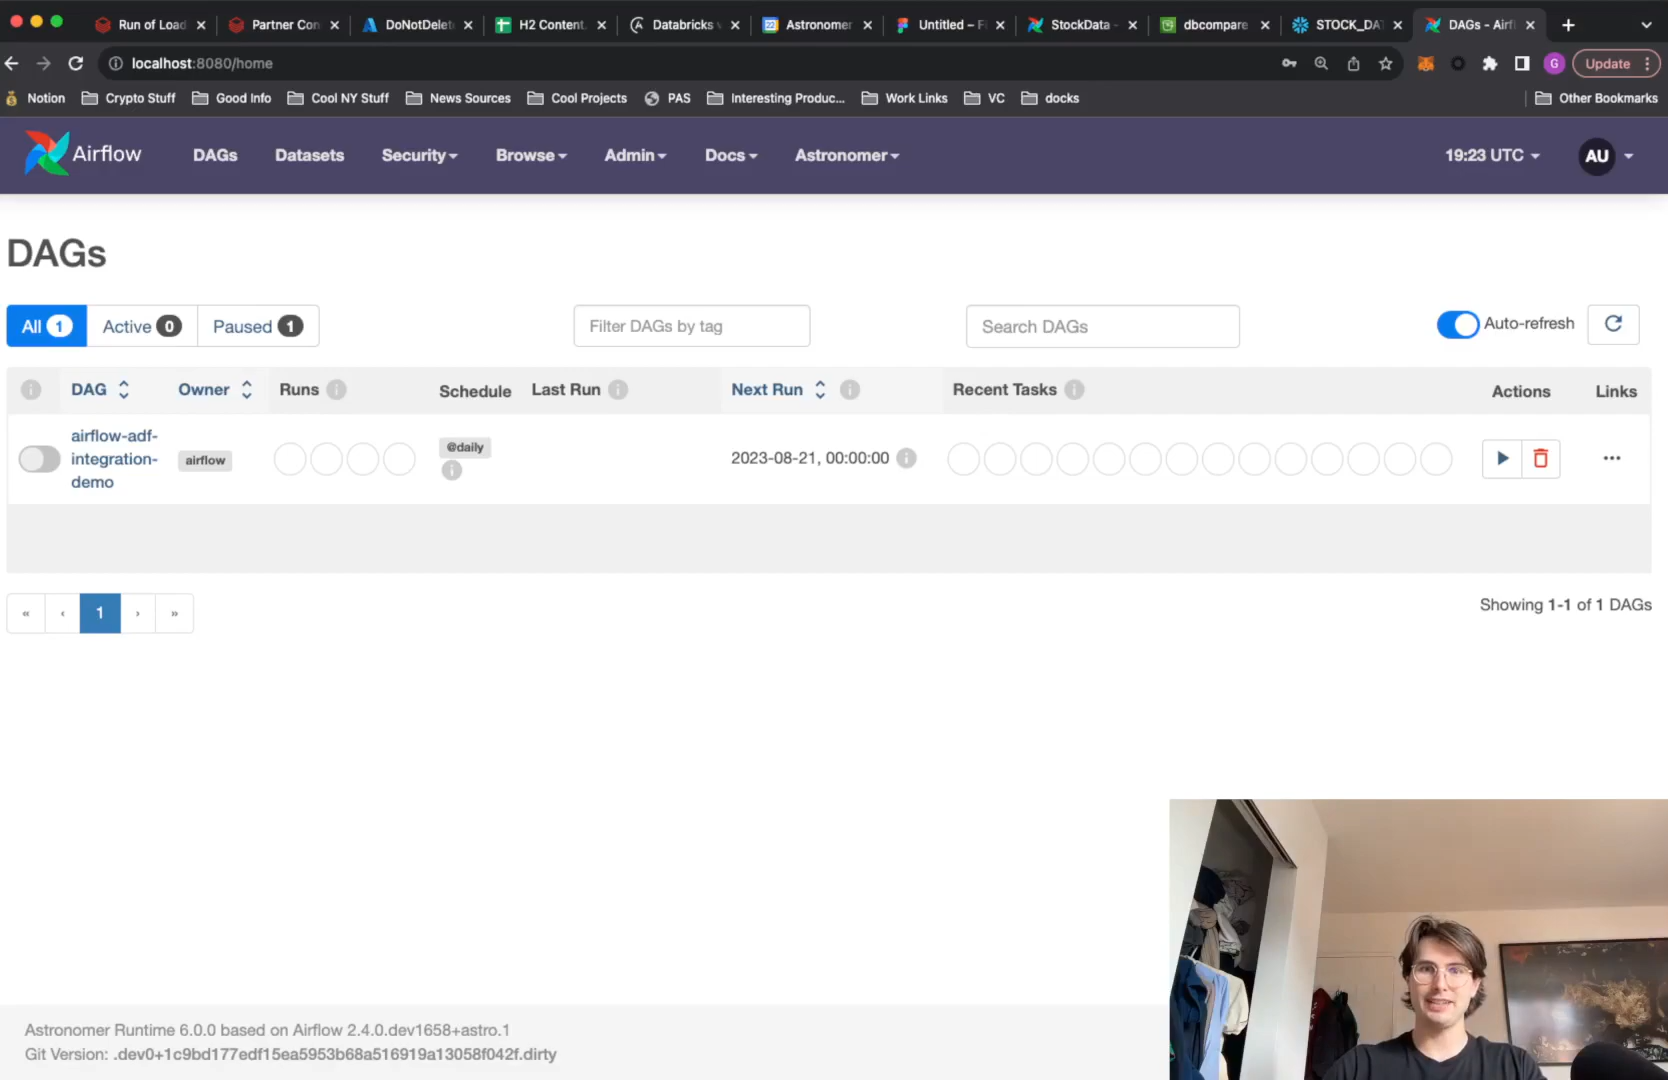 Run of Load
Partner Con
DoNotDelete
H2 Content,
Databricks v
Astronomer
Untitled – Fi
StockData -
dbcompare
STOCK_DAT
DAGs - Airfl
localhost:8080/home
G
Update
Notion
Crypto Stuff
Good Info
Cool NY Stuff
News Sources
Cool Projects
PAS
Interesting Produc...
Work Links
VC
docks
Other Bookmarks
Airflow
DAGs
Datasets
Security
Browse
Admin
Docs
Astronomer
19:23 UTC
AU
DAGs
All 1
Active 0
Paused 1
Filter DAGs by tag
Search DAGs
Auto-refresh
DAG
Owner
Runs
Schedule
Last Run
Next Run
Recent Tasks
Actions
Links
airflow-adf-
integration-
demo
airflow
@daily
2023-08-21, 00:00:00
« ‹ 1 › »
Showing 1-1 of 1 DAGs
Astronomer Runtime 6.0.0 based on Airflow 2.4.0.dev1658+astro.1
Git Version: .dev0+1c9bd177edf15ea5953b68a516919a13058f042f.dirty